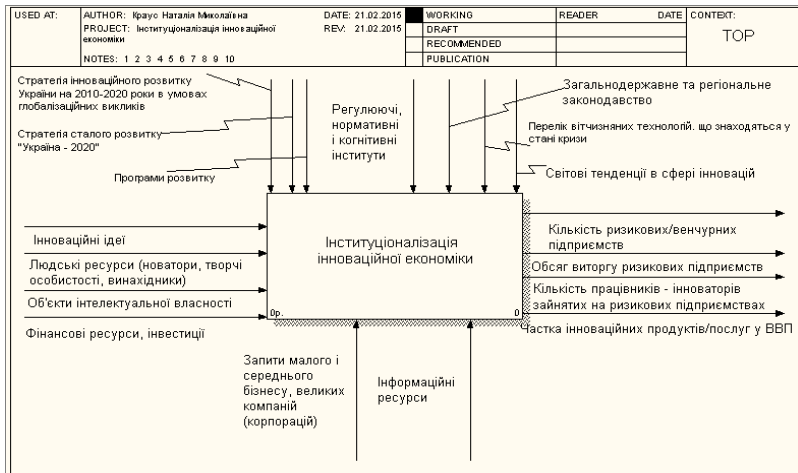 USED AT:
AUTHOR: Краус Наталія Миколаївна
DATE: 21.02.2015
PROJECT: Інституціоналізація інноваційної
економіки
REV: 21.02.2015
NOTES: 1 2 3 4 5 6 7 8 9 10
WORKING
DRAFT
RECOMMENDED
PUBLICATION
READER DATE
CONTEXT:
TOP
Стратегія інноваційного розвитку
України на 2010-2020 роки в умовах
глобалізаційних викликів
Стратегія сталого розвитку
"Україна - 2020"
Програми розвитку
Регулюючі,
нормативні
і когнітивні
інститути
Загальнодержавне та регіональне
законодавство
Перелік вітчизняних технологій. що знаходяться у
стані кризи
Світові тенденції в сфері інновацій
Інноваційні ідеї
Людські ресурси (новатори, творчі
особистості, винахідники)
Об'єкти інтелектуальної власності
Фінансові ресурси, інвестиції
Інституціоналізація
інноваційної економіки
0р.
0
Кількість ризикових/венчурних
підприємств
Обсяг виторгу ризикових підприємств
Кількість працівників - інноваторів
зайнятих на ризикових підприємствах
Частка інноваційних продуктів/послуг у ВВП
Запити малого і
середнього
бізнесу, великих
компаній
(корпорацій)
Інформаційні
ресурси